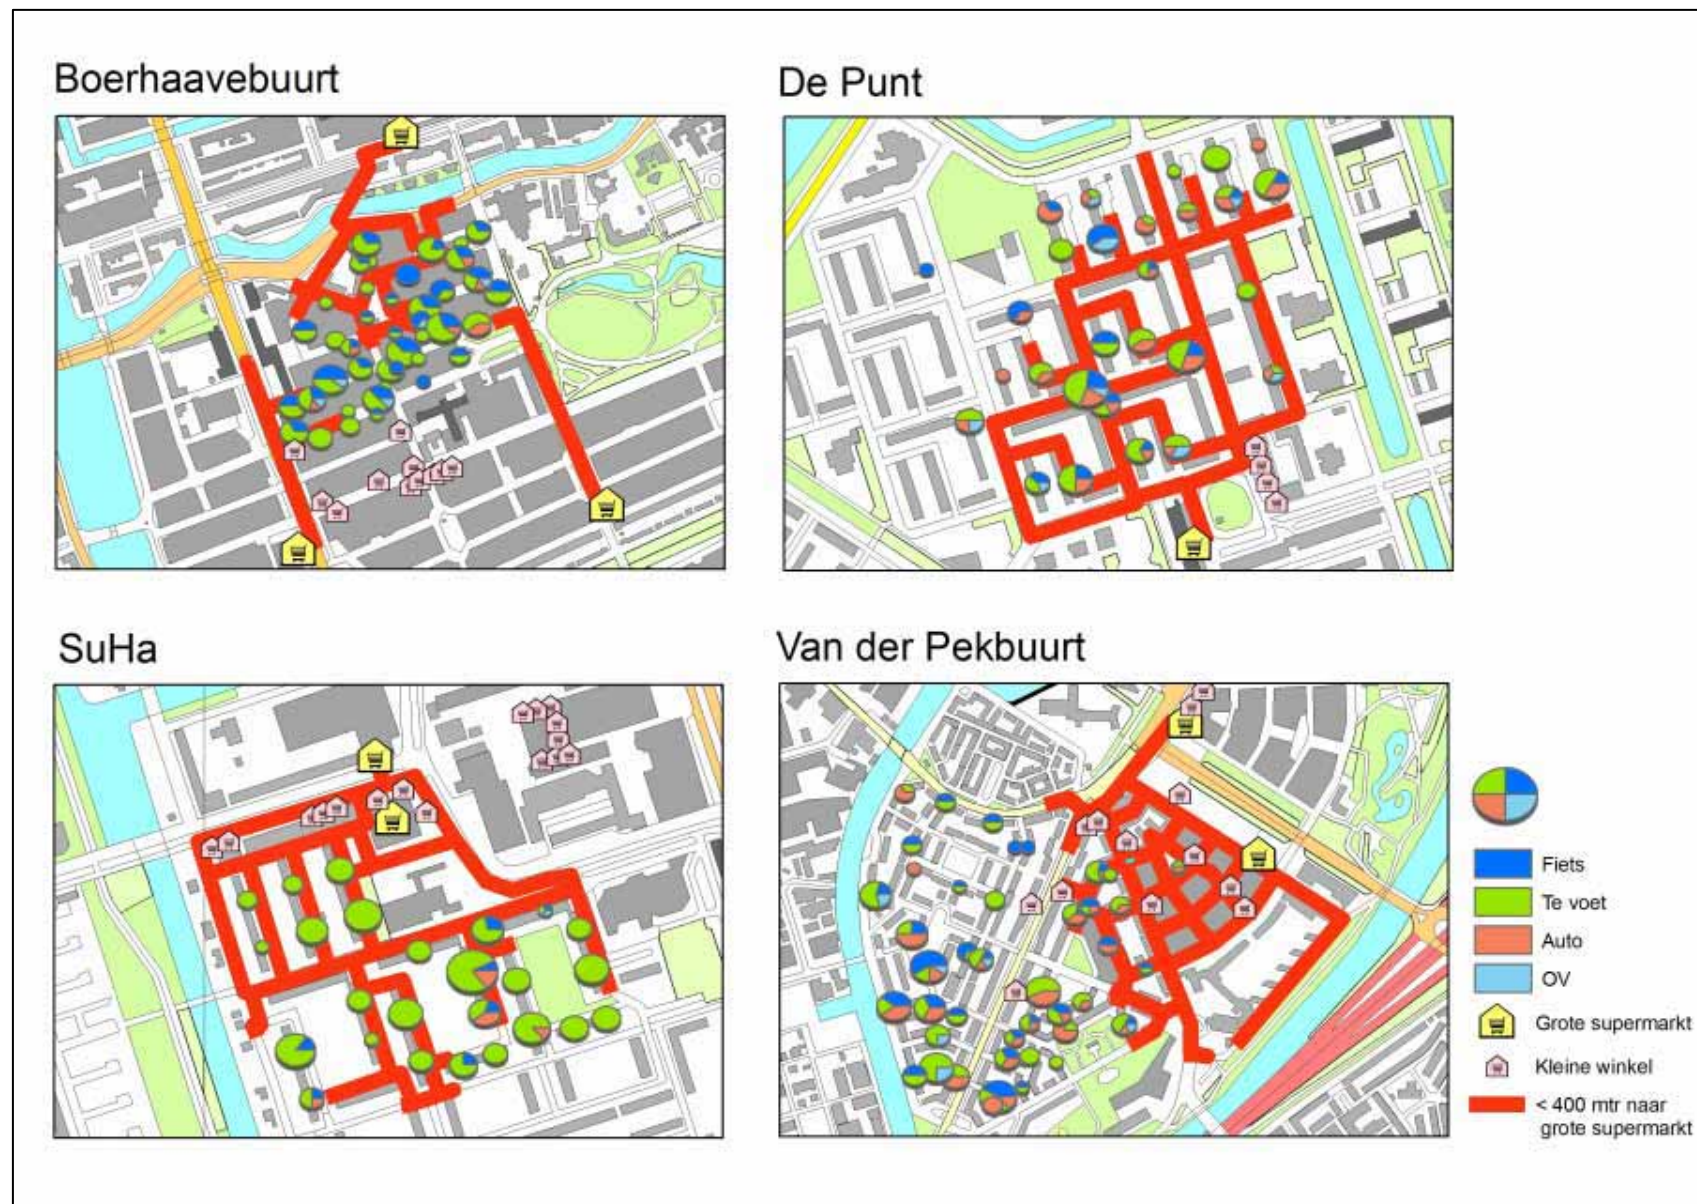 Boerhaavebuurt
De Punt
SuHa
Van der Pekbuurt
Fiets
Te voet
Auto
OV
Grote supermarkt
Kleine winkel
< 400 mtr naar
grote supermarkt